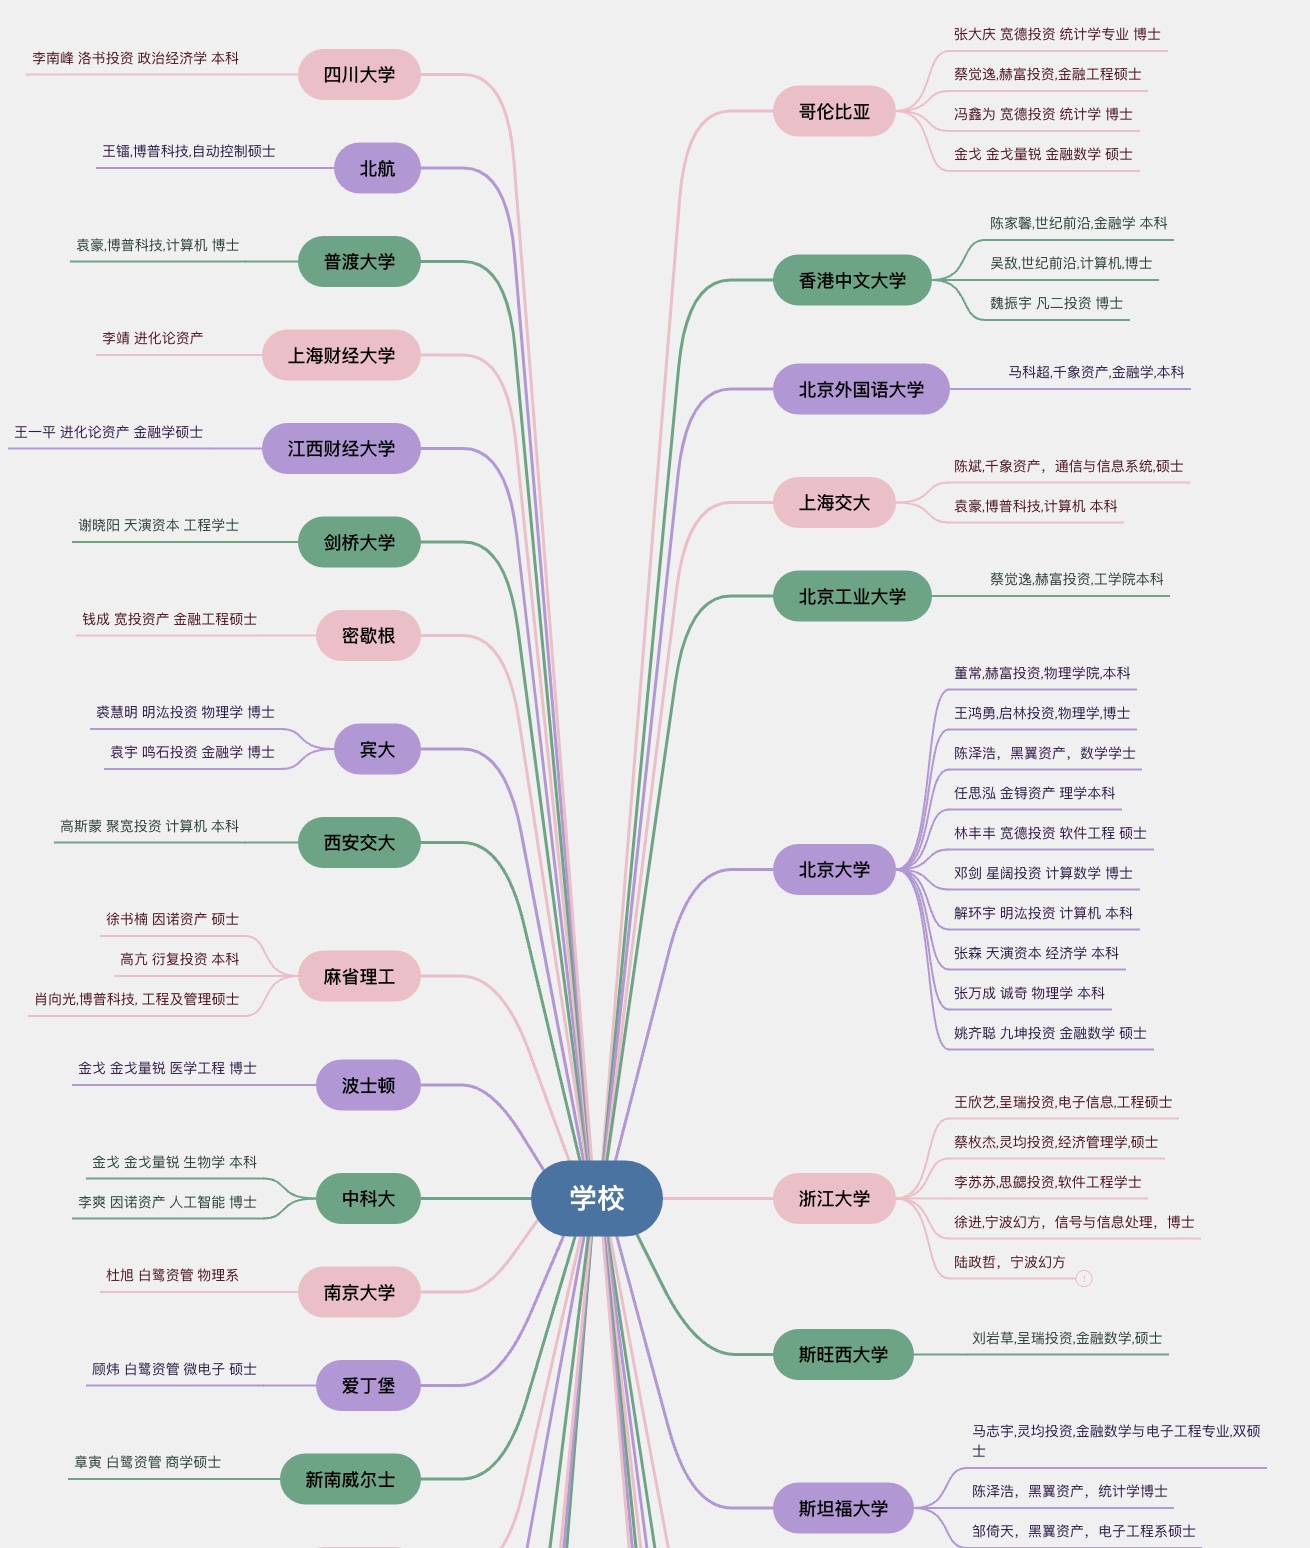 学校
四川大学
李南峰 洛书投资 政治经济学 本科
北航
王镭,博普科技,自动控制硕士
普渡大学
袁豪,博普科技,计算机 博士
上海财经大学
李靖 进化论资产
江西财经大学
王一平 进化论资产 金融学硕士
剑桥大学
谢晓阳 天演资本 工程学士
密歇根
钱成 宽投资产 金融工程硕士
宾大
裘慧明 明汯投资 物理学 博士
袁宇 鸣石投资 金融学 博士
西安交大
高斯蒙 聚宽投资 计算机 本科
麻省理工
徐书楠 因诺资产 硕士
高亢 衍复投资 本科
肖向光,博普科技, 工程及管理硕士
波士顿
金戈 金戈量锐 医学工程 博士
中科大
金戈 金戈量锐 生物学 本科
李爽 因诺资产 人工智能 博士
南京大学
杜旭 白鹭资管 物理系
爱丁堡
顾炜 白鹭资管 微电子 硕士
新南威尔士
章寅 白鹭资管 商学硕士
哥伦比亚
张大庆 宽德投资 统计学专业 博士
蔡觉逸,赫富投资,金融工程硕士
冯鑫为 宽德投资 统计学 博士
金戈 金戈量锐 金融数学 硕士
香港中文大学
陈家馨,世纪前沿,金融学 本科
吴敌,世纪前沿,计算机,博士
魏振宇 凡二投资 博士
北京外国语大学
马科超,千象资产,金融学,本科
上海交大
陈斌,千象资产，通信与信息系统,硕士
袁豪,博普科技,计算机 本科
北京工业大学
蔡觉逸,赫富投资,工学院本科
北京大学
董常,赫富投资,物理学院,本科
王鸿勇,启林投资,物理学,博士
陈泽浩，黑翼资产，数学学士
任思泓 金锝资产 理学本科
林丰丰 宽德投资 软件工程 硕士
邓剑 星阔投资 计算数学 博士
解环宇 明汯投资 计算机 本科
张森 天演资本 经济学 本科
张万成 诚奇 物理学 本科
姚齐聪 九坤投资 金融数学 硕士
浙江大学
王欣艺,呈瑞投资,电子信息,工程硕士
蔡枚杰,灵均投资,经济管理学,硕士
李苏苏,思勰投资,软件工程学士
徐进,宁波幻方，信号与信息处理，博士
陆政哲，宁波幻方
斯旺西大学
刘岩草,呈瑞投资,金融数学,硕士
斯坦福大学
马志宇,灵均投资,金融数学与电子工程专业,双硕
士
陈泽浩，黑翼资产，统计学博士
邹倚天，黑翼资产，电子工程系硕士